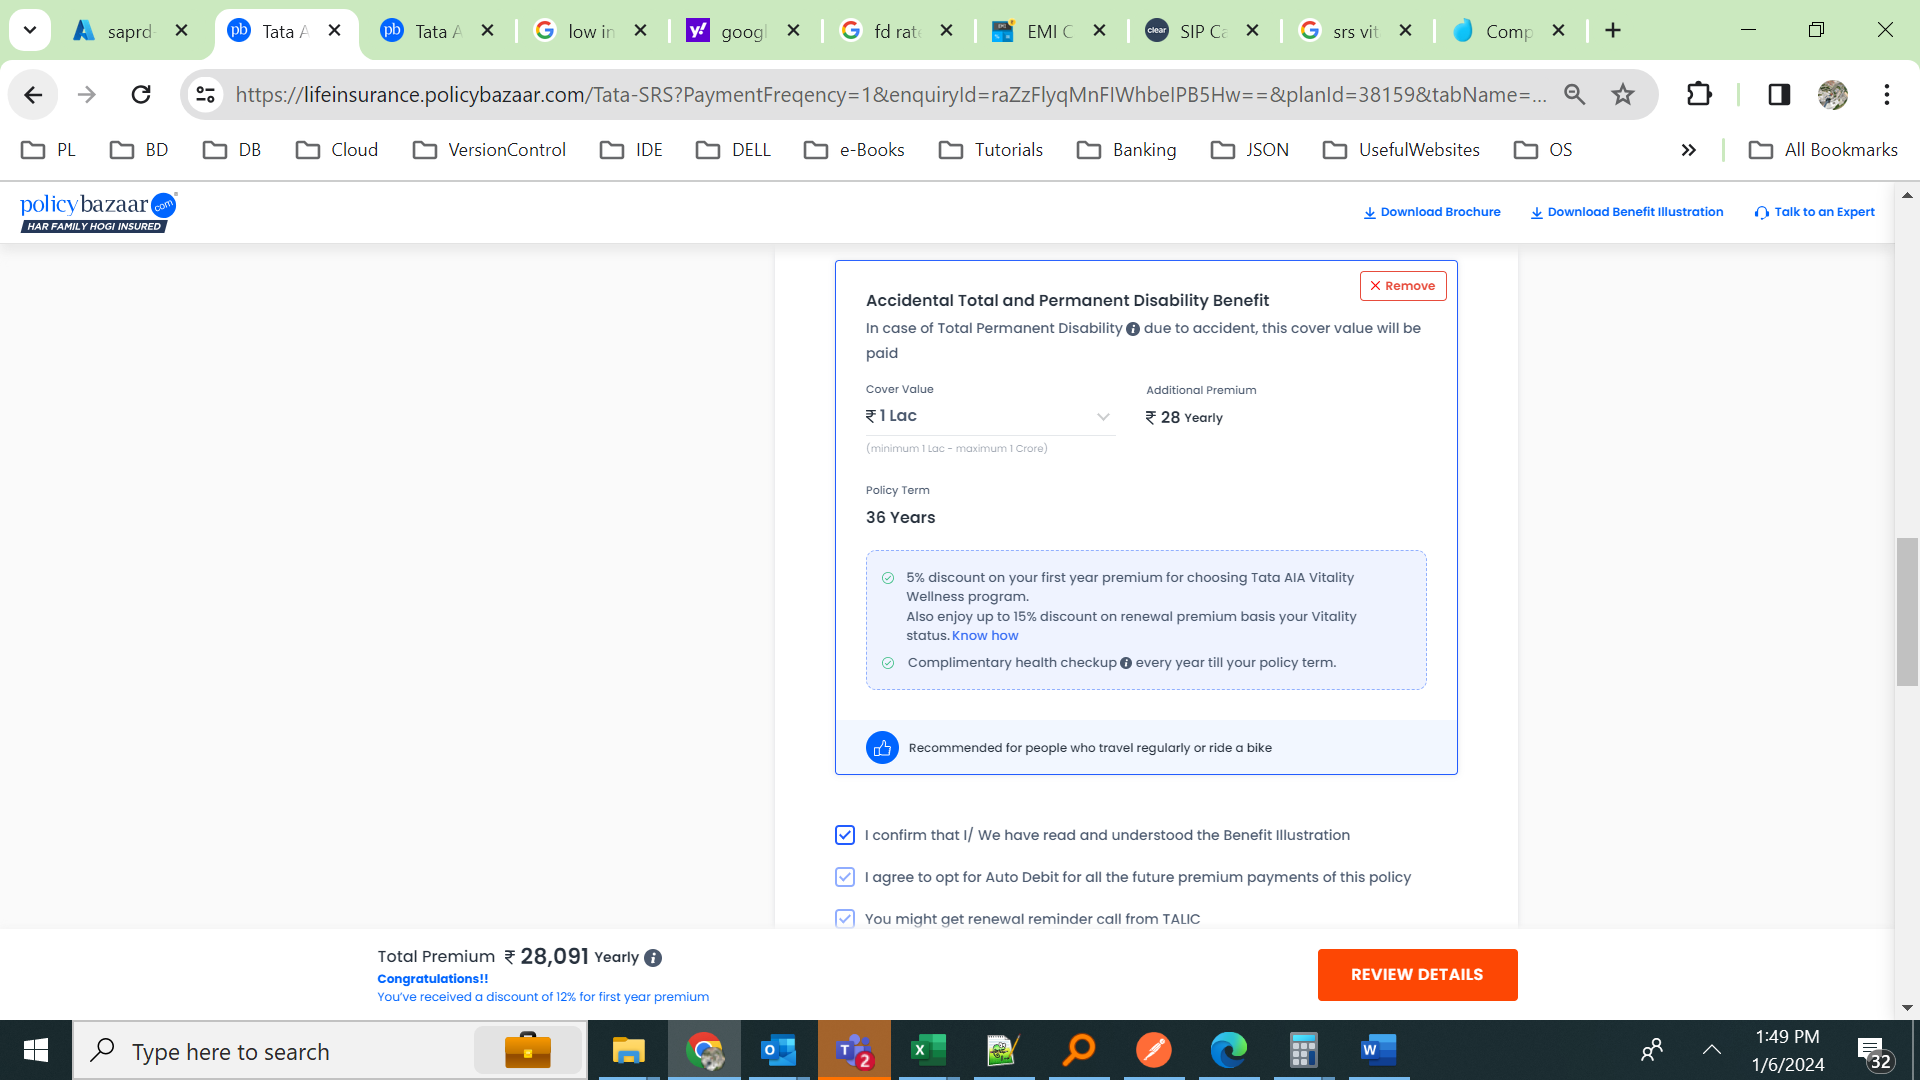 saprd-
Tata A
Tata A
low in
googl
fd rate
EMI C
SIP Ca
srs vit
Comp
https://lifeinsurance.policybazaar.com/Tata-SRS?PaymentFreqency=1&enquiryId=raZzFlyqMnFIWhbeIPB5Hw==&planId=38159&tabName=...
PL
BD
DB
Cloud
VersionControl
IDE
DELL
e-Books
Tutorials
Banking
JSON
UsefulWebsites
OS
»
All Bookmarks
policybazaar.com
HAR FAMILY HOGI INSURED
Download Brochure
Download Benefit Illustration
Talk to an Expert
Remove
Accidental Total and Permanent Disability Benefit
In case of Total Permanent Disability due to accident, this cover value will be
paid
Cover Value
₹ 1 Lac
(minimum 1 Lac - maximum 1 Crore)
Additional Premium
₹ 28 Yearly
Policy Term
36 Years
5% discount on your first year premium for choosing Tata AIA Vitality
Wellness program.
Also enjoy up to 15% discount on renewal premium basis your Vitality
status. Know how
Complimentary health checkup every year till your policy term.
Recommended for people who travel regularly or ride a bike
I confirm that I/ We have read and understood the Benefit Illustration
I agree to opt for Auto Debit for all the future premium payments of this policy
You might get renewal reminder call from TALIC
Total Premium ₹ 28,091 Yearly
Congratulations!!
You've received a discount of 12% for first year premium
REVIEW DETAILS
Type here to search
2
1:49 PM
1/6/2024
32